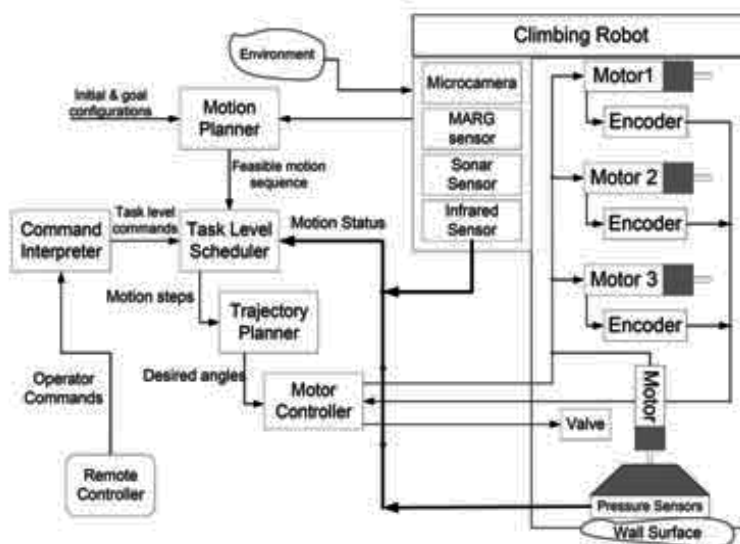 Climbing Robot
Environment
Microcamera
Motor1
Initial & goal
configurations
Motion
Planner
MARG
sensor
Encoder
Feasible motion
sequence
Sonar
Sensor
Motor 2
Command
Interpreter
Task level
commands
Task Level
Scheduler
Motion Status
Infrared
Sensor
Encoder
Motion steps
Trajectory
Planner
Motor 3
Encoder
Operator
Commands
Desired angles
Motor
Controller
Motor
Valve
Remote
Controller
Pressure Sensors
Wall Surface